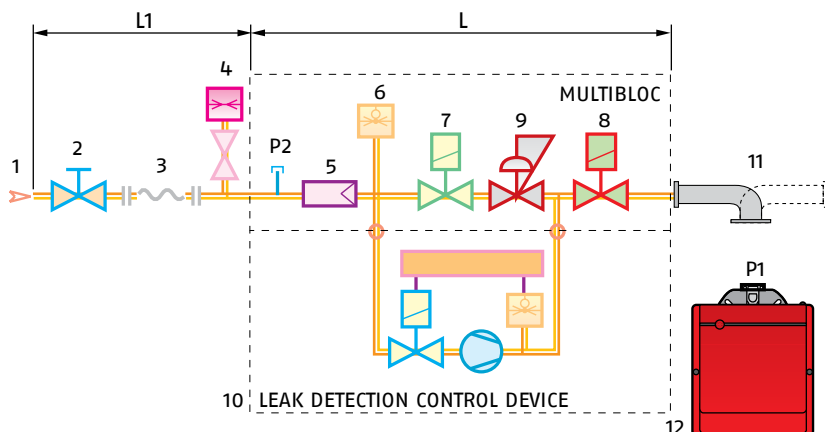 L1
L
4
6
MULTIBLOC
7
9
8
P2
2
1
3
5
11
P1
10
LEAK DETECTION CONTROL DEVICE
12